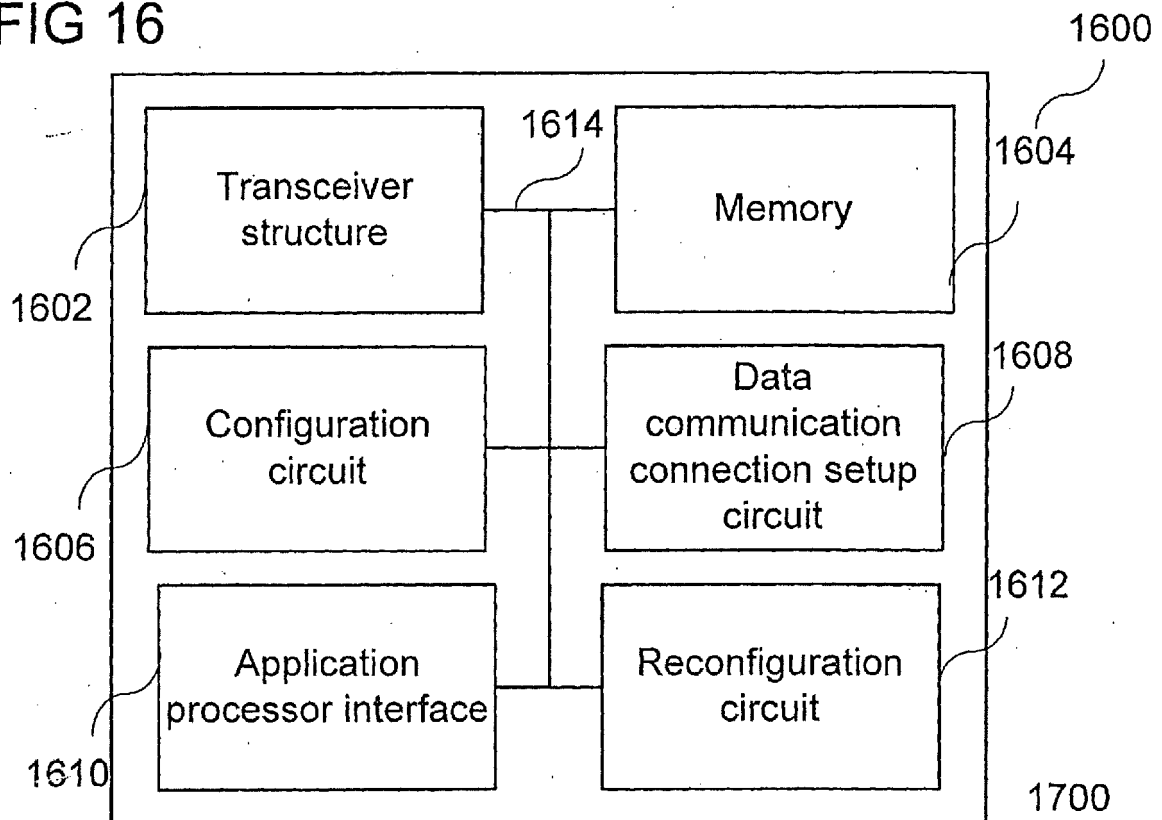 FIG 16
1600
1614
1604
Transceiver
structure
Memory
1602
1608
Configuration
circuit
Data
communication
connection setup
circuit
1606
1612
Application
processor interface
Reconfiguration
circuit
1610
1700